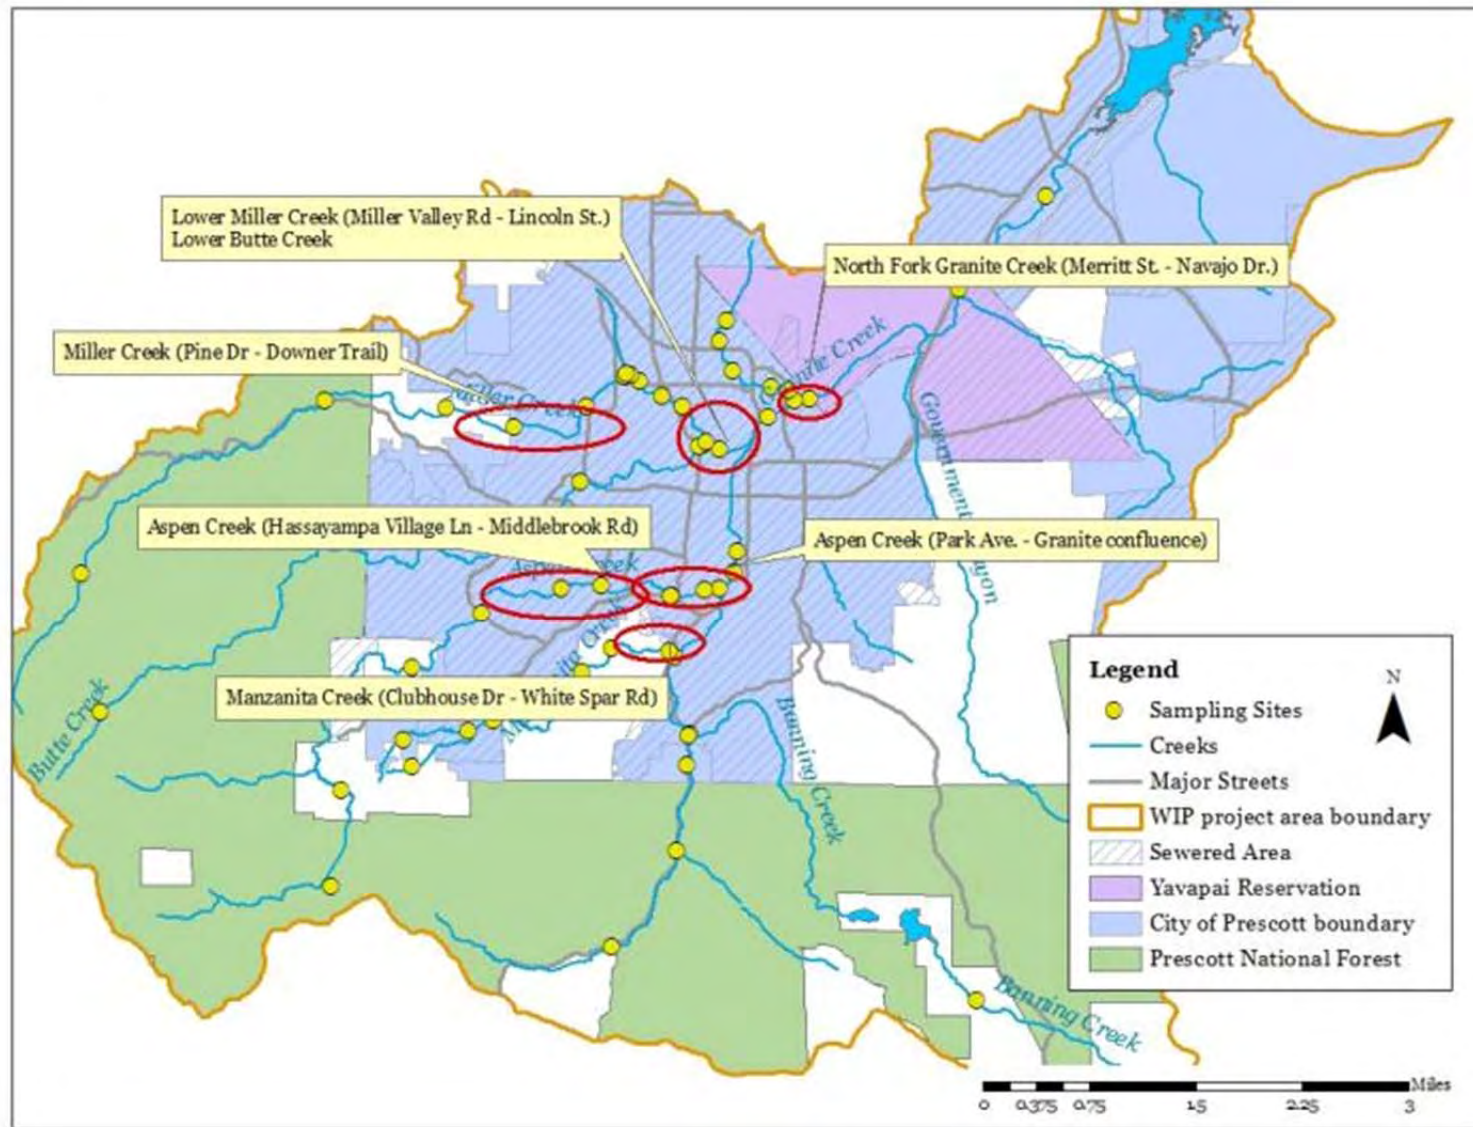 Lower Miller Creek (Miller Valley Rd - Lincoln St.)
Lower Butte Creek
North Fork Granite Creek (Merritt St. - Navajo Dr.)
Miller Creek (Pine Dr - Downer Trail)
Miller Creek
Creek
Government
Aspen Creek (Hassayampa Village Ln - Middlebrook Rd)
Aspen Creek (Park Ave. - Granite confluence)
Manzanita Creek (Clubhouse Dr - White Spar Rd)
Butte Creek
Banning Creek
Banning Creek
Legend
Sampling Sites
Creeks
Major Streets
WIP project area boundary
Sewered Area
Yavapai Reservation
City of Prescott boundary
Prescott National Forest
N
Miles
0 0.375 0.75 1.5 2.25 3